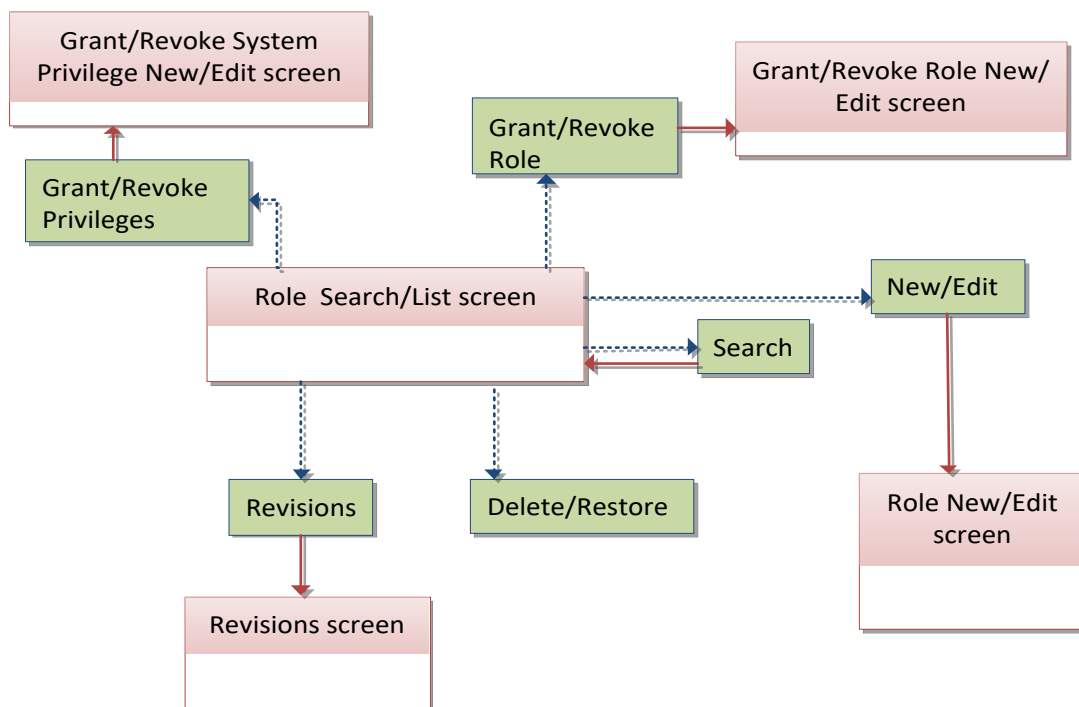 Grant/Revoke System
Privilege New/Edit screen
Grant/Revoke Role New/
Edit screen
Grant/Revoke
Role
Grant/Revoke
Privileges
Role Search/List screen
New/Edit
Search
Revisions
Delete/Restore
Role New/Edit
screen
Revisions screen